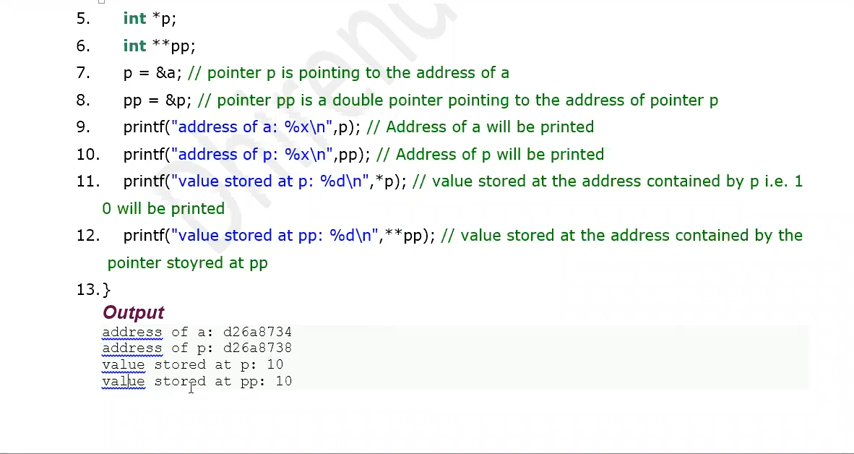 5. int *p;
6. int **pp;
7. p = &a; // pointer p is pointing to the address of a
8. pp = &p; // pointer pp is a double pointer pointing to the address of pointer p
9. printf("address of a: %x\n",p); // Address of a will be printed
10. printf("address of p: %x\n",pp); // Address of p will be printed
11. printf("value stored at p: %d\n",*p); // value stored at the address contained by p i.e. 1
0 will be printed
12. printf("value stored at pp: %d\n",**pp); // value stored at the address contained by the
pointer stoyred at pp
13.}
Output
address of a: d26a8734
address of p: d26a8738
value stored at p: 10
value stored at pp: 10